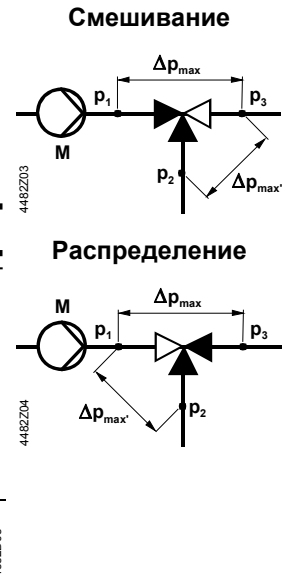 Смешивание
Δpmax
p1
p3
M
p2
Δpmax'
4482Z03
Распределение
M
Δpmax
p1
p3
Δpmax'
p2
4482Z04